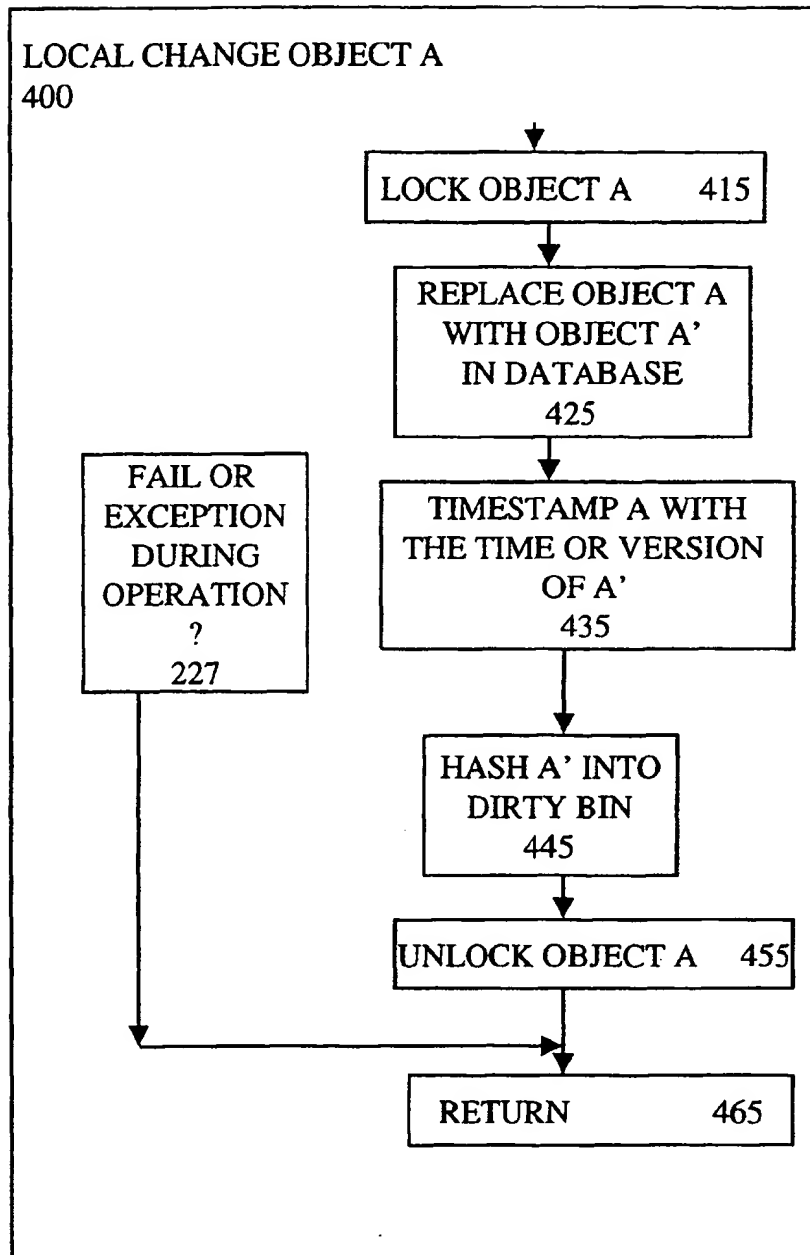 LOCAL CHANGE OBJECT A
400
LOCK OBJECT A 415
REPLACE OBJECT A
WITH OBJECT A'
IN DATABASE
425
FAIL OR
EXCEPTION
DURING
OPERATION
?
227
TIMESTAMP A WITH
THE TIME OR VERSION
OF A'
435
HASH A' INTO
DIRTY BIN
445
UNLOCK OBJECT A 455
RETURN 465